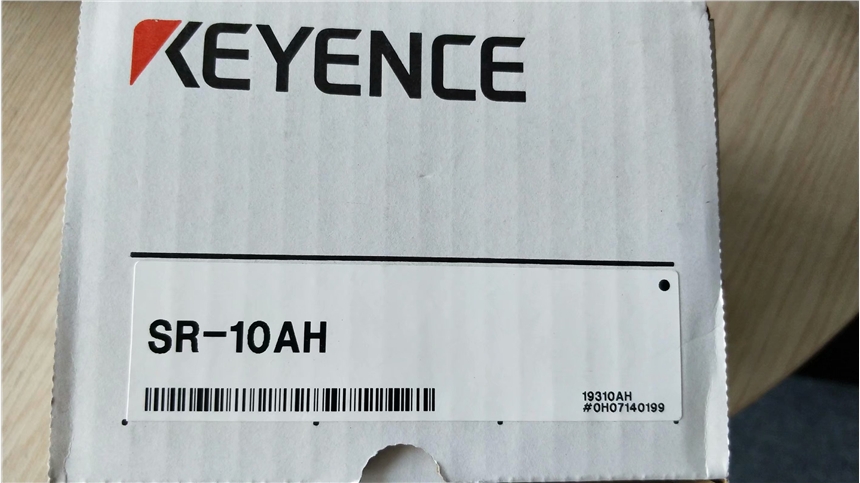 KEYENCE
SR-10AH
19310AH
#0H07140199